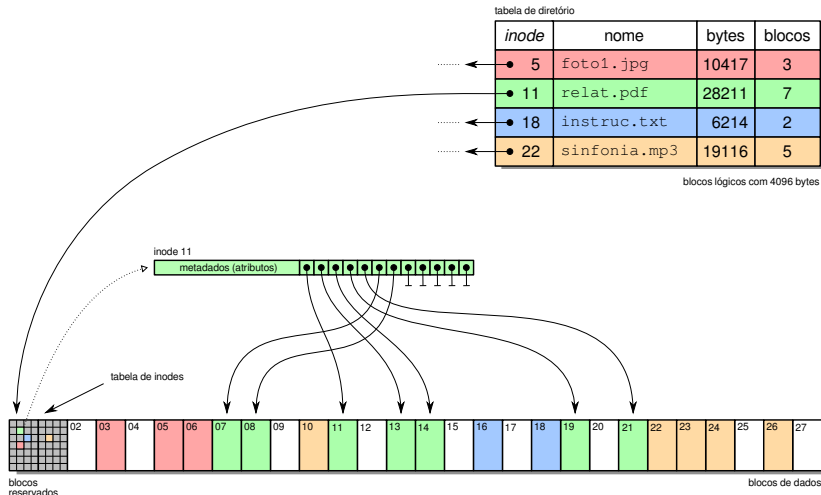 tabela de diretório
inode nome bytes blocos
5 foto1.jpg 10417 3
11 relat.pdf 28211 7
18 instruc.txt 6214 2
22 sinfonia.mp3 19116 5
blocos lógicos com 4096 bytes
inode 11
metadados (atributos)
tabela de inodes
02 03 04 05 06 07 08 09 10 11 12 13 14 15 16 17 18 19 20 21 22 23 24 25 26 27
blocos
reservados
blocos de dados